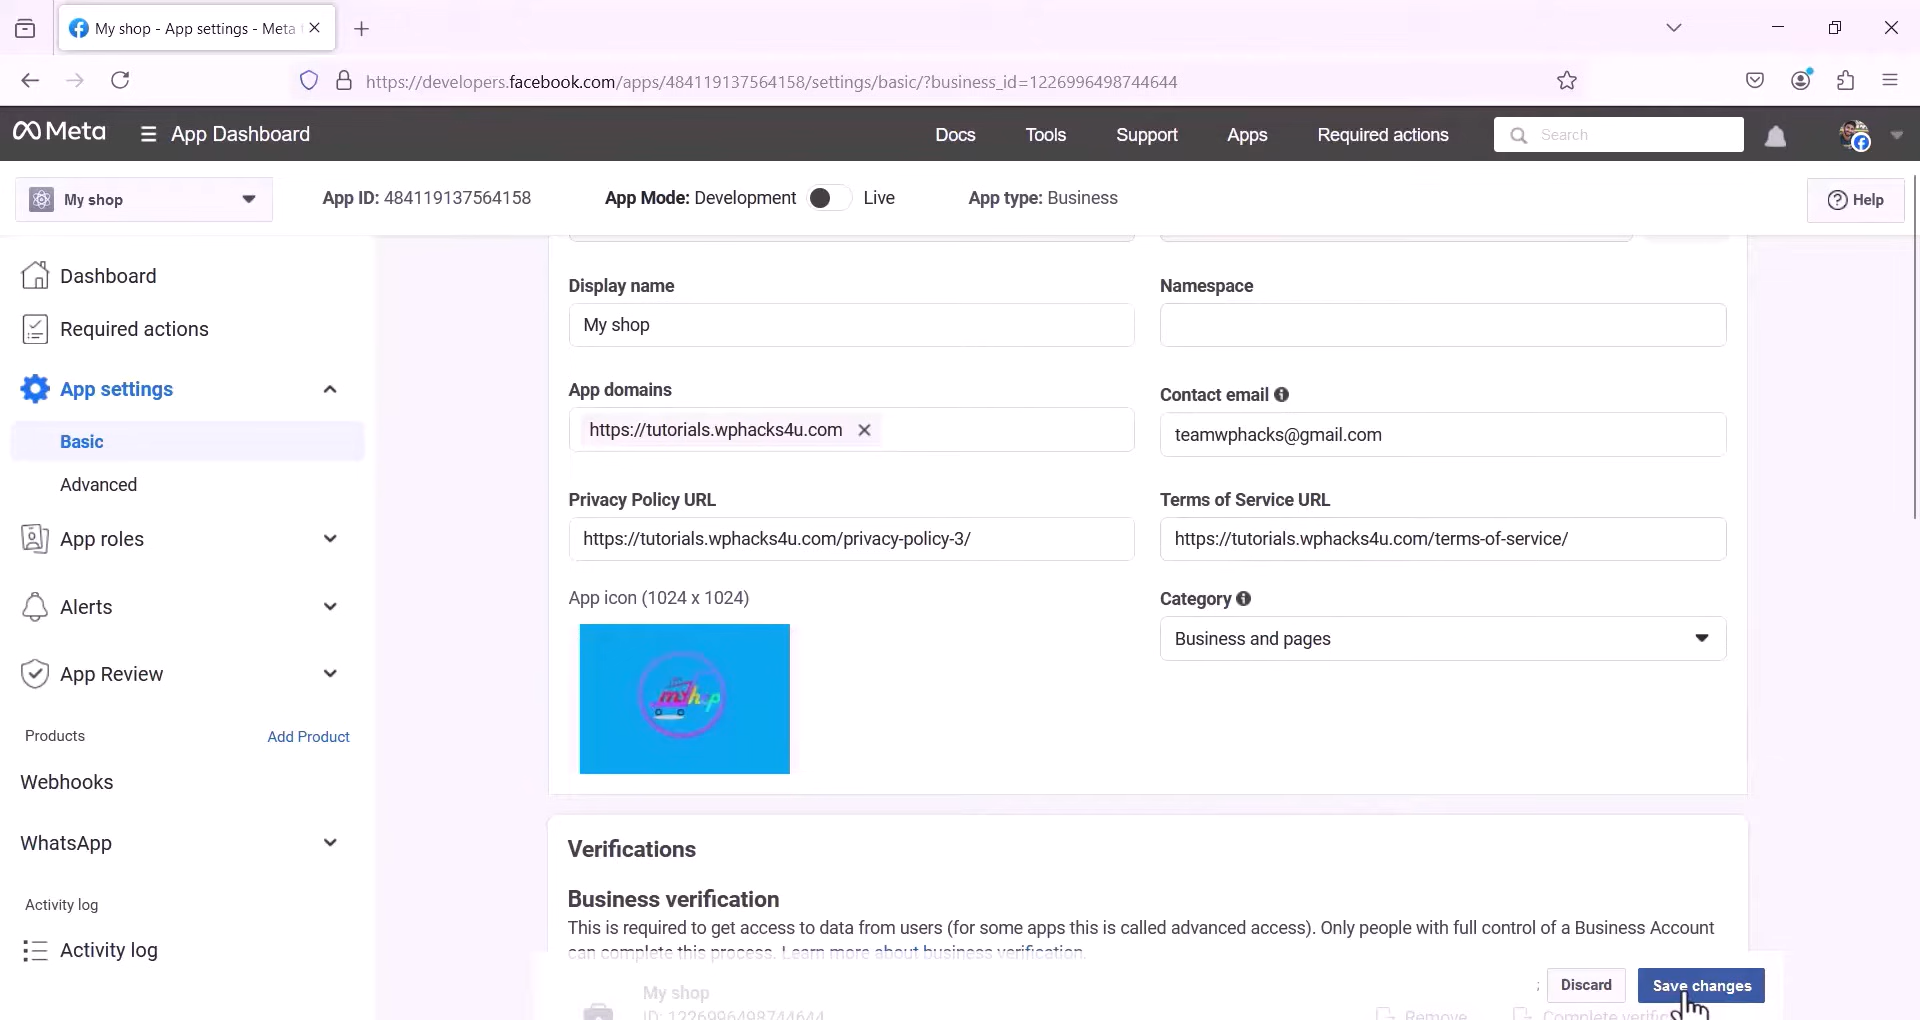 My shop - App settings - Meta
https://developers.facebook.com/apps/484119137564158/settings/basic/?business_id=1226996498744644
Meta
App Dashboard
Docs
Tools
Support
Apps
Required actions
Search
My shop
App ID: 484119137564158
App Mode: Development
Live
App type: Business
Help
Dashboard
Required actions
App settings
Basic
Advanced
App roles
Alerts
App Review
Products
Add Product
Webhooks
WhatsApp
Activity log
Activity log
Display name
My shop
Namespace
App domains
https://tutorials.wphacks4u.com
Contact email
teamwphacks@gmail.com
Privacy Policy URL
https://tutorials.wphacks4u.com/privacy-policy-3/
Terms of Service URL
https://tutorials.wphacks4u.com/terms-of-service/
App icon (1024 x 1024)
Category
Business and pages
Verifications
Business verification
This is required to get access to data from users (for some apps this is called advanced access). Only people with full control of a Business Account
can complete this process. Learn more about business verification.
My shop
ID: 1226996498744644
Remove
Complete
Discard
Save changes